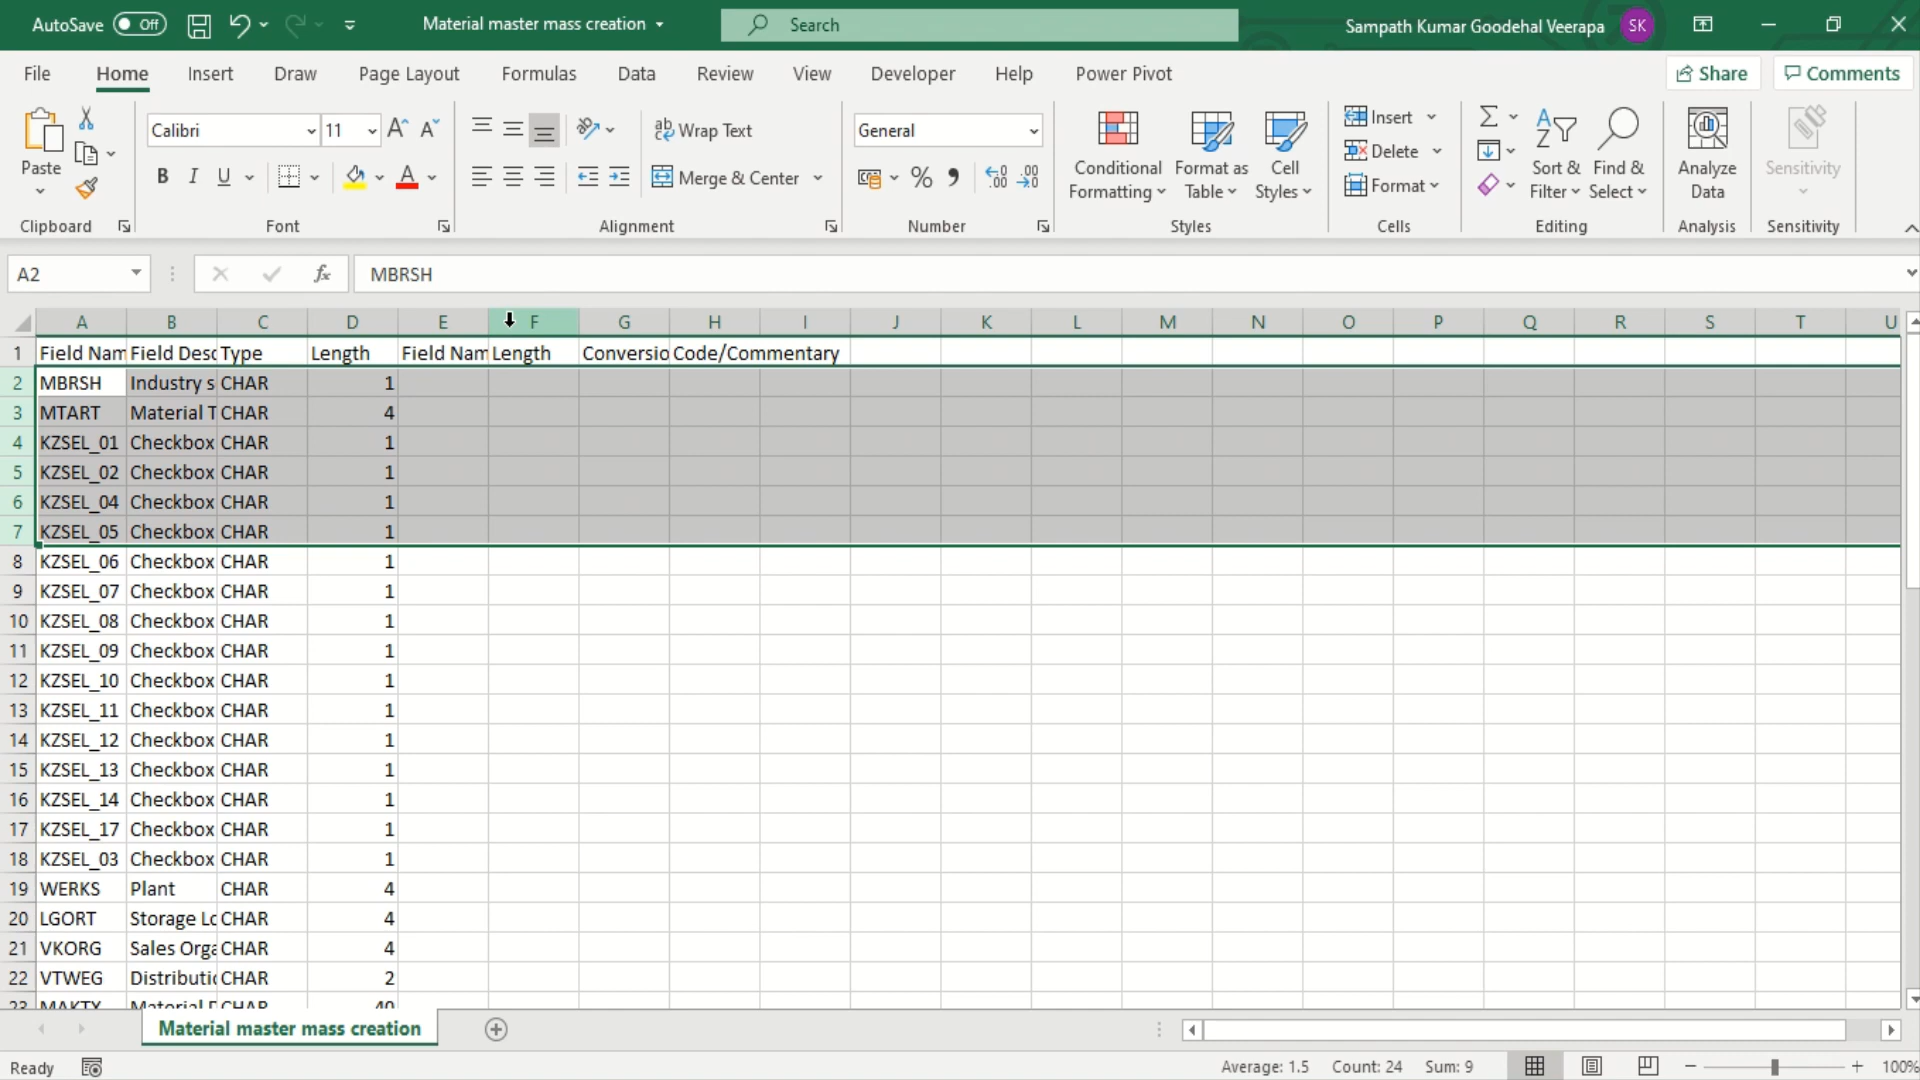 AutoSave Off Material master mass creation Search Sampath Kumar Goodehal Veerapa SK
File Home Insert Draw Page Layout Formulas Data Review View Developer Help Power Pivot Share Comments
Paste
Clipboard
Calibri 11
B I U
Font
Wrap Text
Merge & Center
Alignment
General
%
Number
Conditional Formatting
Format as Table
Cell Styles
Styles
Insert
Delete
Format
Cells
Sort & Filter
Find & Select
Editing
Analyze Data
Analysis
Sensitivity
Sensitivity
A2 fx MBRSH
A B C D E F G H I J K L M N O P Q R S T U
1 Field Nam Field Desc Type Length Field Nam Length Conversio Code/Commentary
2 MBRSH Industry s CHAR 1
3 MTART Material T CHAR 4
4 KZSEL_01 Checkbox CHAR 1
5 KZSEL_02 Checkbox CHAR 1
6 KZSEL_04 Checkbox CHAR 1
7 KZSEL_05 Checkbox CHAR 1
8 KZSEL_06 Checkbox CHAR 1
9 KZSEL_07 Checkbox CHAR 1
10 KZSEL_08 Checkbox CHAR 1
11 KZSEL_09 Checkbox CHAR 1
12 KZSEL_10 Checkbox CHAR 1
13 KZSEL_11 Checkbox CHAR 1
14 KZSEL_12 Checkbox CHAR 1
15 KZSEL_13 Checkbox CHAR 1
16 KZSEL_14 Checkbox CHAR 1
17 KZSEL_17 Checkbox CHAR 1
18 KZSEL_03 Checkbox CHAR 1
19 WERKS Plant CHAR 4
20 LGORT Storage Lo CHAR 4
21 VKORG Sales Orga CHAR 4
22 VTWEG Distributio CHAR 2
23 MAKTX Material D CHAR 40
Material master mass creation
Ready Average: 1.5 Count: 24 Sum: 9 100%